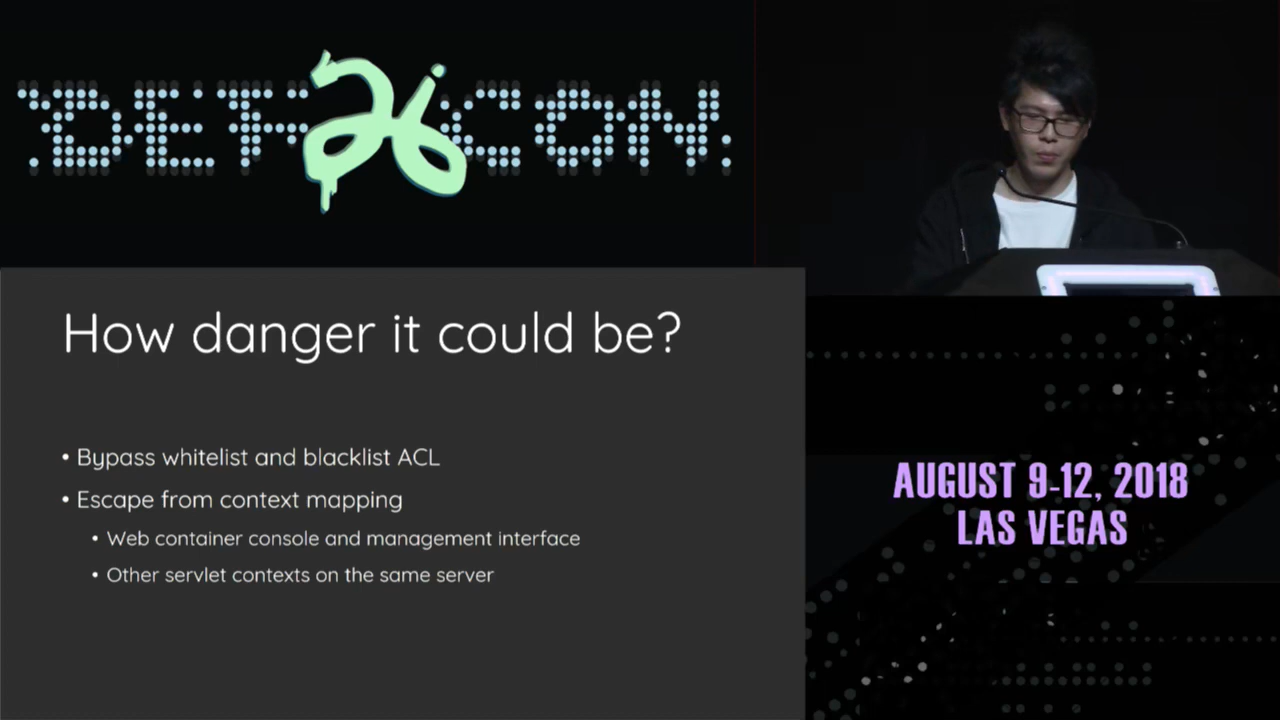 DEF CON
26
How danger it could be?
• Bypass whitelist and blacklist ACL
• Escape from context mapping
• Web container console and management interface
• Other servlet contexts on the same server
AUGUST 9-12, 2018
LAS VEGAS